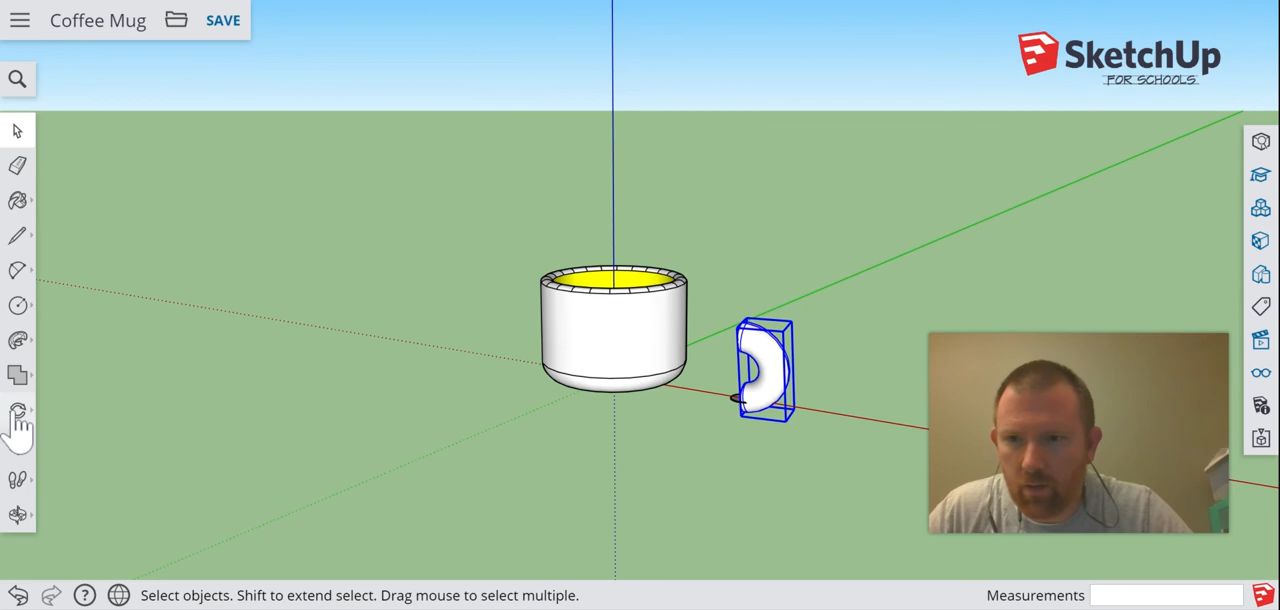 Coffee Mug SAVE
SketchUp
FOR SCHOOLS
Select objects. Shift to extend select. Drag mouse to select multiple.
Measurements